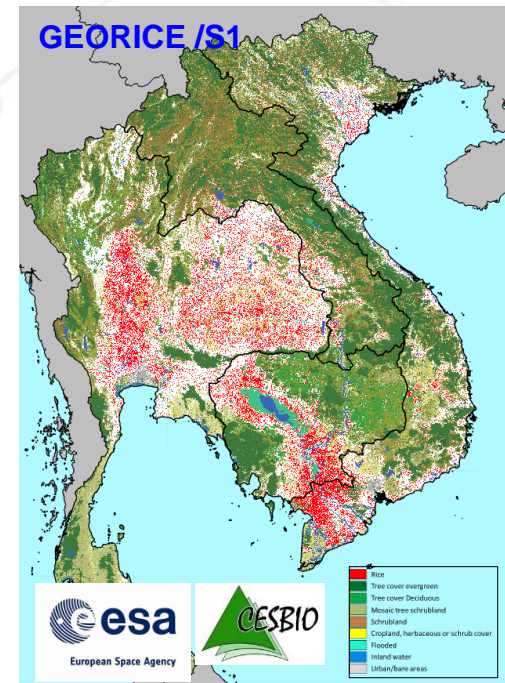 GEORICE /S1
esa
European Space Agency
CESBIO
Rice
Tree cover evergreen
Tree cover Deciduous
Mosaic tree schrubland
Schrubland
Cropland, herbaceous or schrub cover
Flooded
Inland water
Urban/bare areas